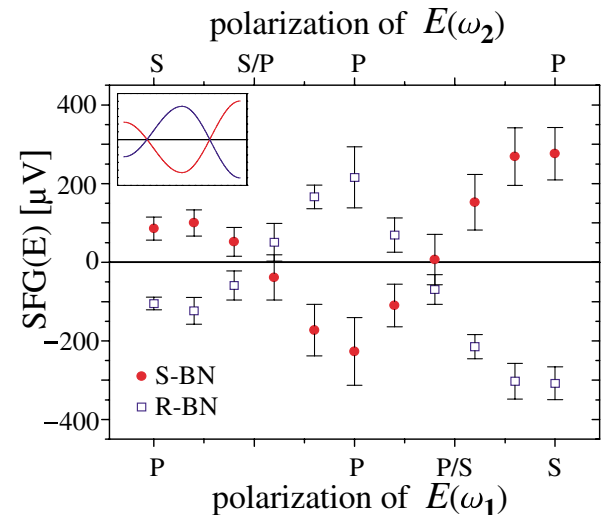 polarization of E(ω₂)
S S/P P P
SFG(E) [µV]
400
200
0
−200
−400
S-BN
R-BN
P P P/S S
polarization of E(ω₁)